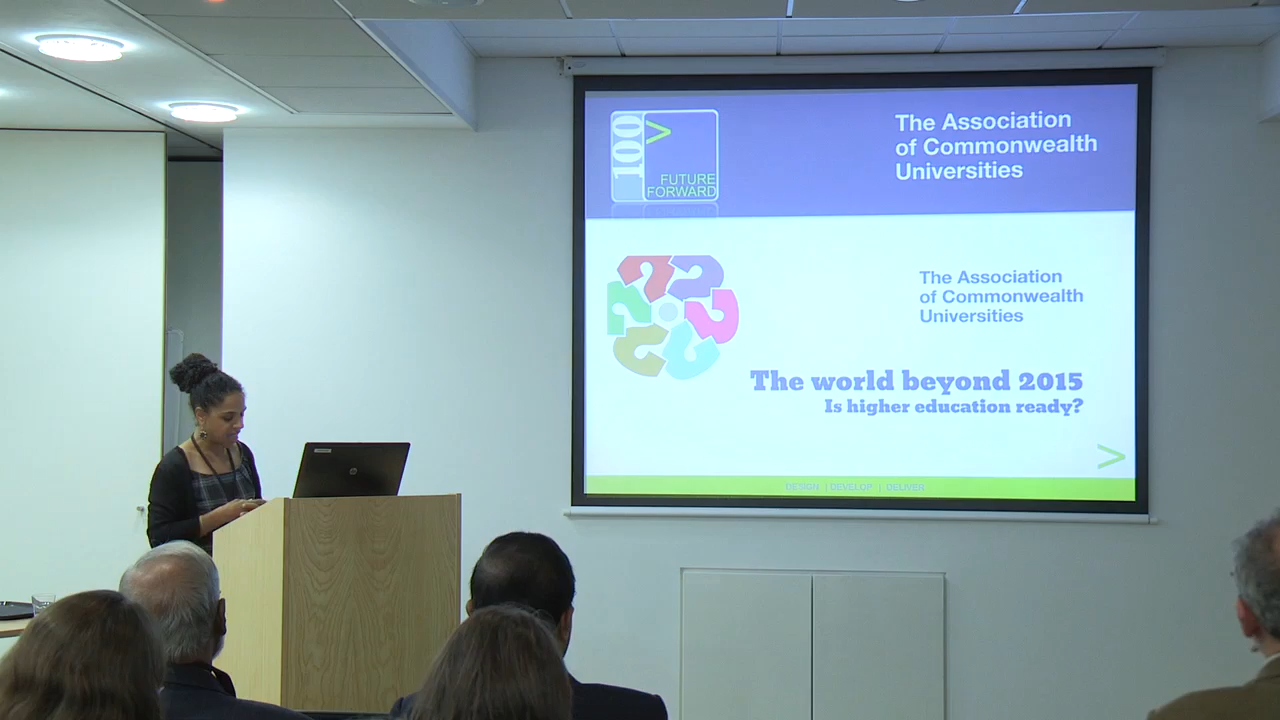 100
>
FUTURE
FORWARD
The Association
of Commonwealth
Universities
The Association
of Commonwealth
Universities
The world beyond 2015
Is higher education ready?
>
DESIGN | DEVELOP | DELIVER
hp